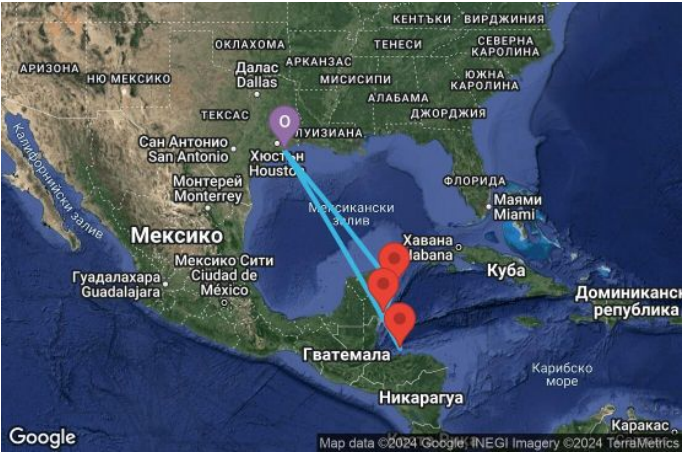 КЕНТЪКИ
ВИРДЖИНИЯ
ОКЛАХОМА
ТЕНЕСИ
СЕВЕРНА
КАРОЛИНА
АРИЗОНА
НЮ МЕКСИКО
Далас
Dallas
АРКАНЗАС
МИСИСИПИ
ЮЖНА
КАРОЛИНА
АЛАБАМА
ТЕКСАС
ДЖОРДЖИЯ
O
ЛУИЗИАНА
Сан Антонио
San Antonio
Хюстън
Houston
Калифорнийски
залив
Монтерей
Monterrey
ФЛОРИДА
Маями
Miami
Мексикански
залив
Мексико
Хавана
Habana
Куба
Мексико Сити
Ciudad de
México
Гуадалахара
Guadalajara
Доминиканск
република
Гватемала
Карибско
море
Никарагуа
Каракас
Google
Map data ©2024 Google, INEGI Imagery ©2024 TerraMetrics